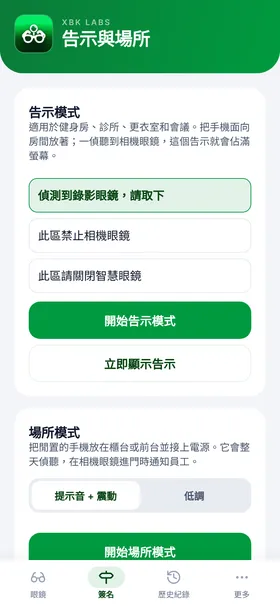 XBK LABS
告示與場所
告示模式
適用於健身房、診所、更衣室和會議。把手機面向
房間放著；一偵聽到相機眼鏡，這個告示就會佔滿
螢幕。
偵測到錄影眼鏡，請取下
此區禁止相機眼鏡
此區請關閉智慧眼鏡
開始告示模式
立即顯示告示
場所模式
把閒置的手機放在櫃台或前台並接上電源。它會整
天偵聽，在相機眼鏡進門時通知員工。
提示音 + 震動
低調
開始場所模式
眼鏡
簽名
歷史紀錄
更多